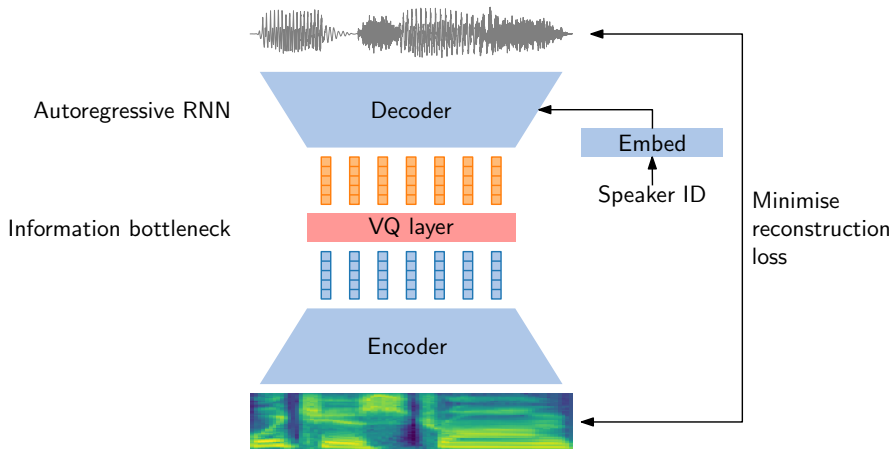 Autoregressive RNN
Decoder
Embed
Speaker ID
Information bottleneck
VQ layer
Minimise
reconstruction
loss
Encoder